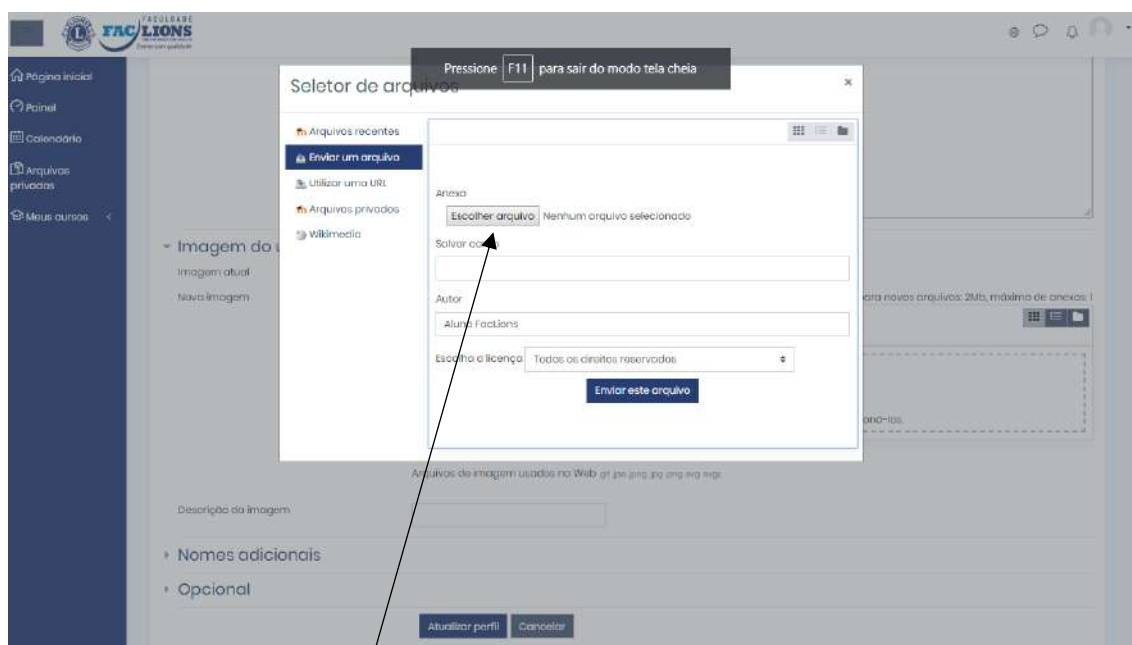 FACULDADE
FAC LIONS
Pressione F11 para sair do modo tela cheia
Página inicial
Painel
Calendário
Arquivos privados
Meus cursos
Seletor de arquivos
Arquivos recentes
Enviar um arquivo
Utilizar uma URL
Arquivos privados
Wikimedia
Anexo
Escolher arquivo Nenhum arquivo selecionado
Salvar como
Autor
Aluno FacLions
Escolha a licença Todos os direitos reservados
Enviar este arquivo
Imagem do
Imagem atual
Nova imagem
para novos arquivos: 2Mb, máximo de anexos: 1
Arquivos de imagem usados na Web
Descrição da imagem
Nomes adicionais
Opcional
Atualizar perfil Cancelar